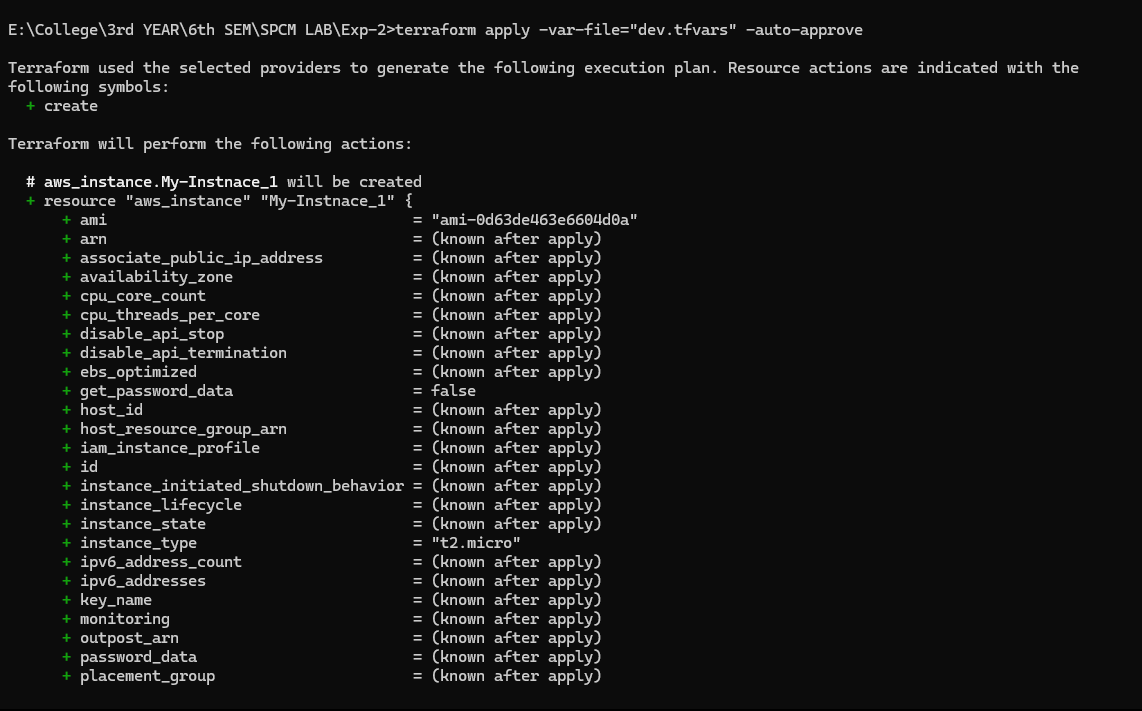 E:\College\3rd YEAR\6th SEM\SPCM LAB\Exp-2>terraform apply -var-file="dev.tfvars" -auto-approve
Terraform used the selected providers to generate the following execution plan. Resource actions are indicated with the
following symbols:
+ create
Terraform will perform the following actions:
# aws_instance.My-Instnace_1 will be created
+ resource "aws_instance" "My-Instnace_1" {
+ ami = "ami-0d63de463e6604d0a"
+ arn = (known after apply)
+ associate_public_ip_address = (known after apply)
+ availability_zone = (known after apply)
+ cpu_core_count = (known after apply)
+ cpu_threads_per_core = (known after apply)
+ disable_api_stop = (known after apply)
+ disable_api_termination = (known after apply)
+ ebs_optimized = (known after apply)
+ get_password_data = false
+ host_id = (known after apply)
+ host_resource_group_arn = (known after apply)
+ iam_instance_profile = (known after apply)
+ id = (known after apply)
+ instance_initiated_shutdown_behavior = (known after apply)
+ instance_lifecycle = (known after apply)
+ instance_state = (known after apply)
+ instance_type = "t2.micro"
+ ipv6_address_count = (known after apply)
+ ipv6_addresses = (known after apply)
+ key_name = (known after apply)
+ monitoring = (known after apply)
+ outpost_arn = (known after apply)
+ password_data = (known after apply)
+ placement_group = (known after apply)